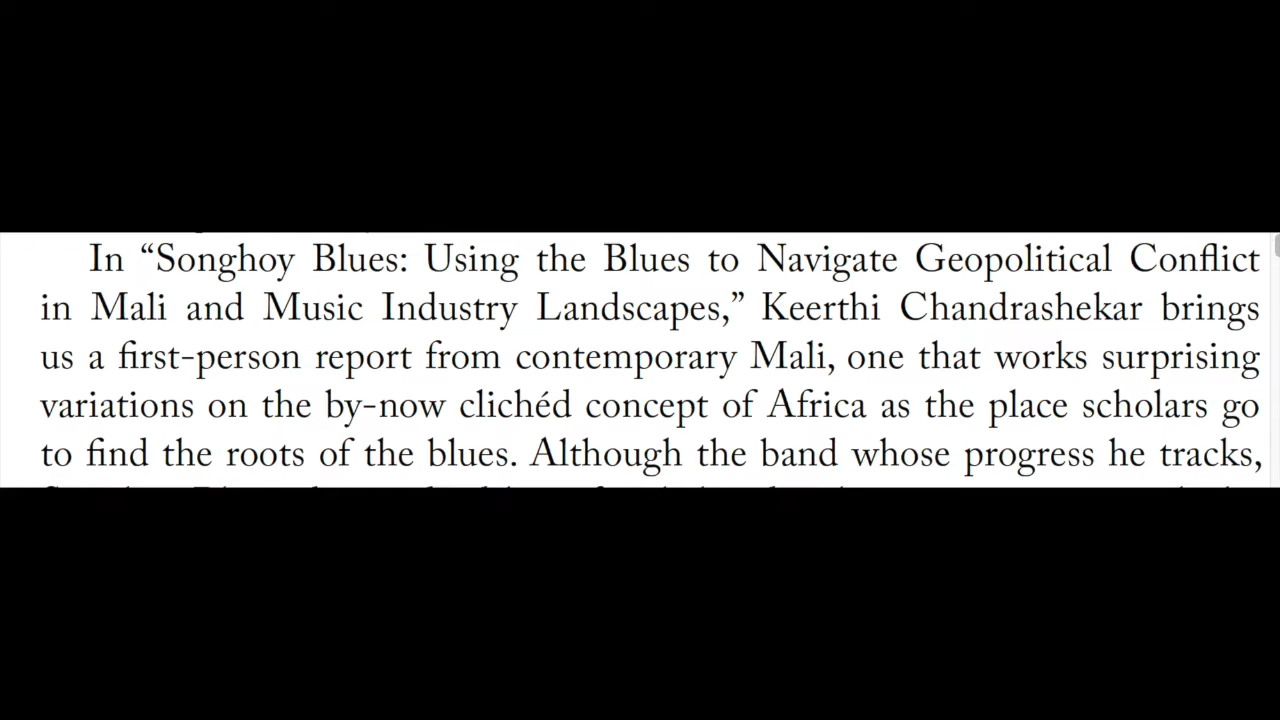 In “Songhoy Blues: Using the Blues to Navigate Geopolitical Conflict
in Mali and Music Industry Landscapes,” Keerthi Chandrashekar brings
us a first-person report from contemporary Mali, one that works surprising
variations on the by-now clichéd concept of Africa as the place scholars go
to find the roots of the blues. Although the band whose progress he tracks,